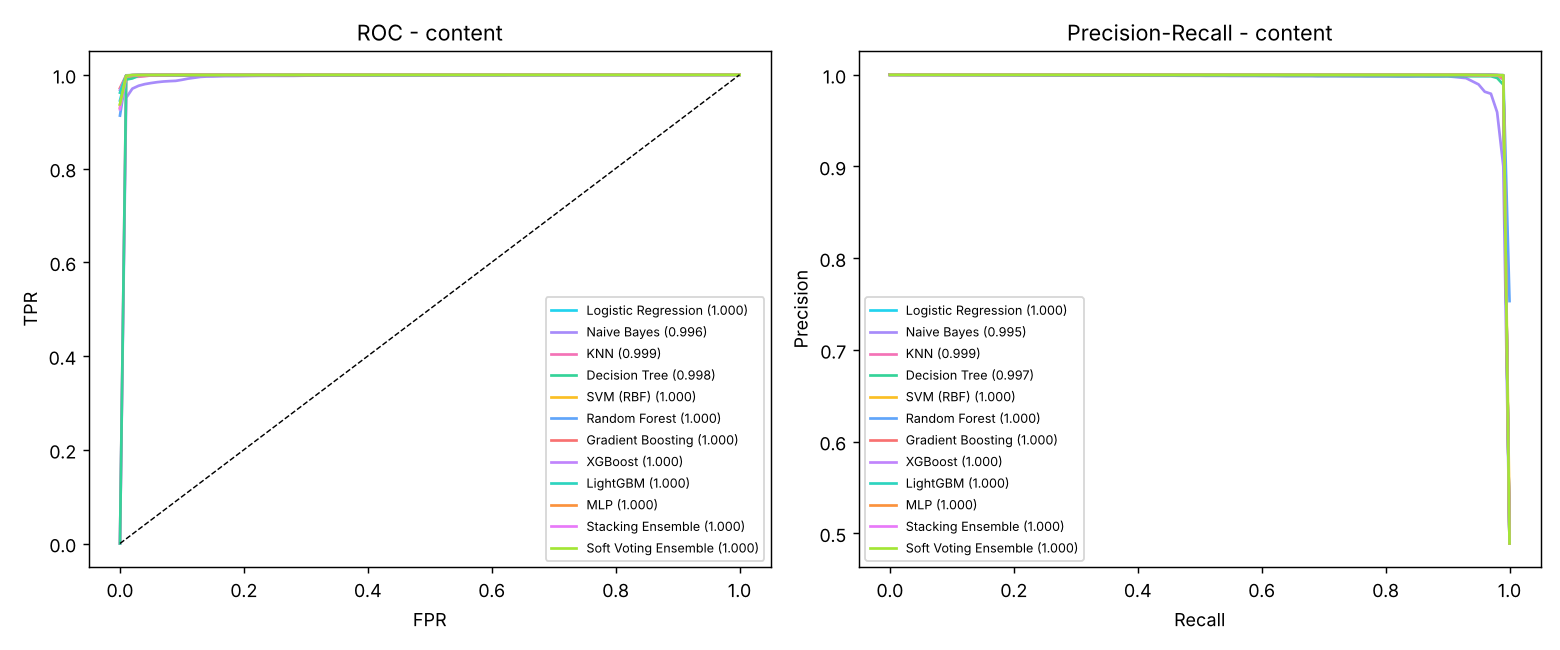 ROC - content
TPR
1.0
0.8
0.6
0.4
0.2
0.0
Logistic Regression (1.000)
Naive Bayes (0.996)
KNN (0.999)
Decision Tree (0.998)
SVM (RBF) (1.000)
Random Forest (1.000)
Gradient Boosting (1.000)
XGBoost (1.000)
LightGBM (1.000)
MLP (1.000)
Stacking Ensemble (1.000)
Soft Voting Ensemble (1.000)
0.0 0.2 0.4 0.6 0.8 1.0
FPR
Precision-Recall - content
Precision
1.0
0.9
0.8
0.7
0.6
0.5
Logistic Regression (1.000)
Naive Bayes (0.995)
KNN (0.999)
Decision Tree (0.997)
SVM (RBF) (1.000)
Random Forest (1.000)
Gradient Boosting (1.000)
XGBoost (1.000)
LightGBM (1.000)
MLP (1.000)
Stacking Ensemble (1.000)
Soft Voting Ensemble (1.000)
0.0 0.2 0.4 0.6 0.8 1.0
Recall